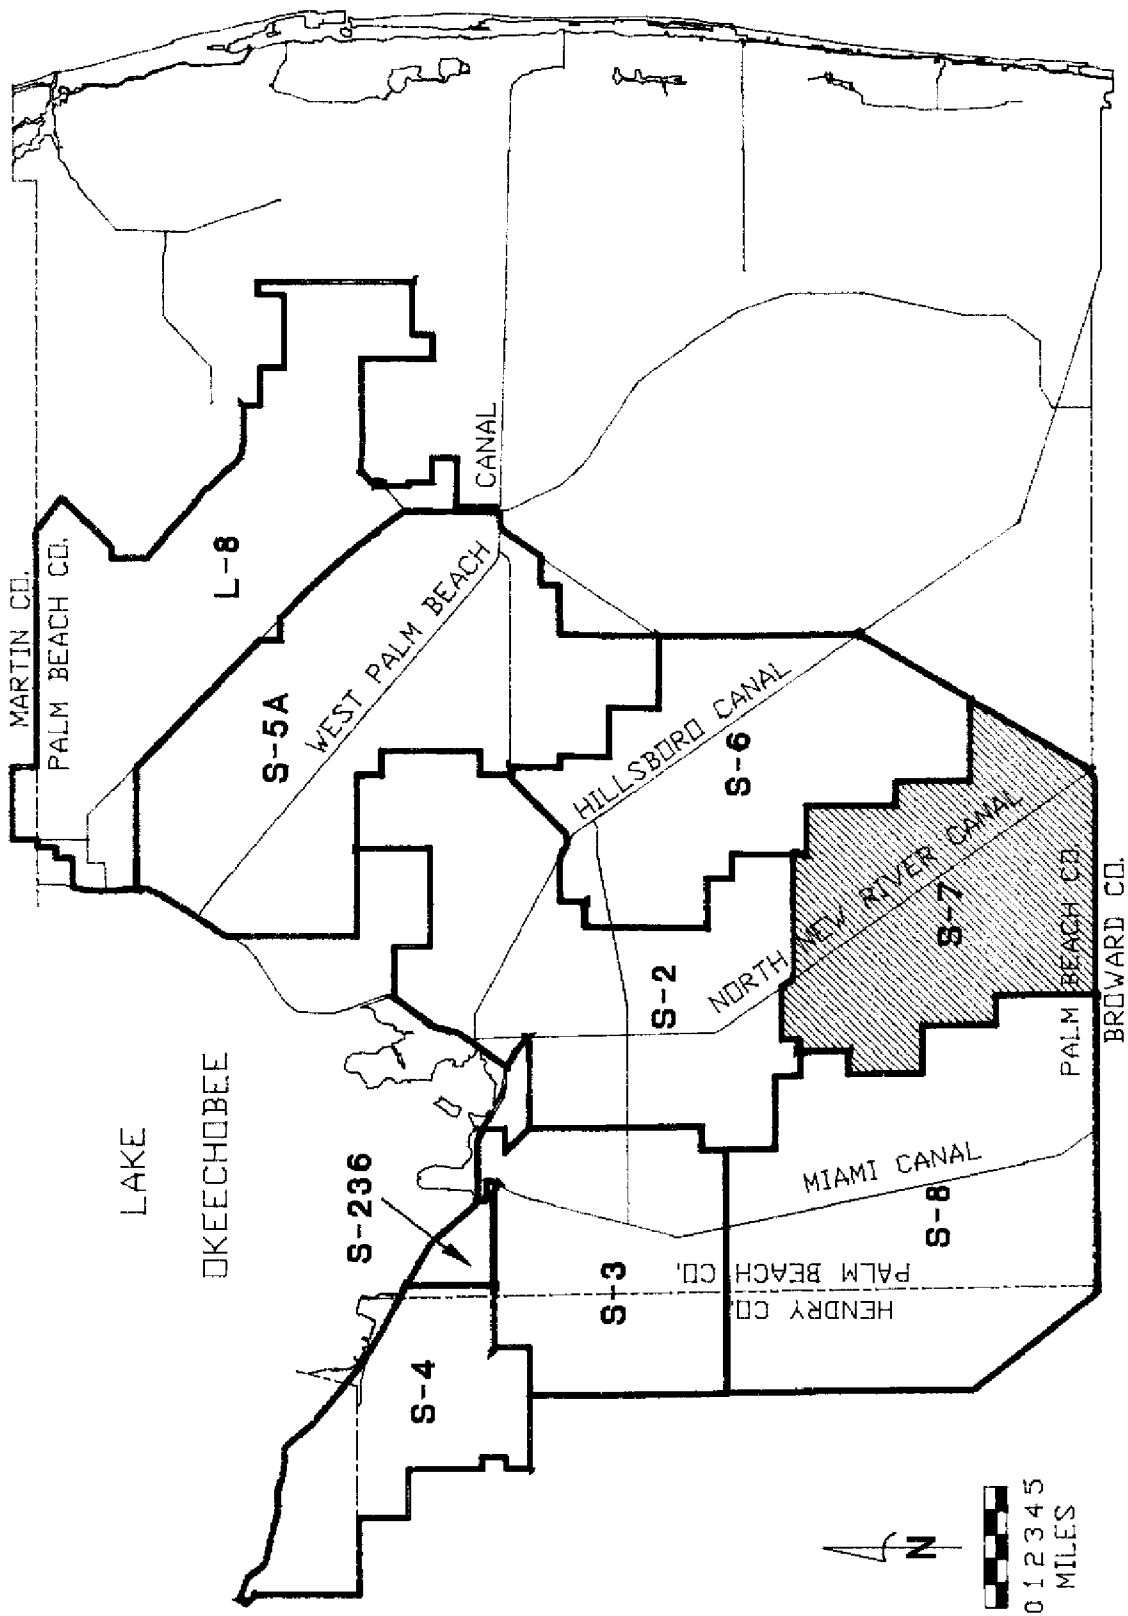 MARTIN CO.
PALM BEACH CO.
L-8
S-5A
WEST PALM BEACH
CANAL
LAKE
OKEECHOBEE
S-236
S-4
S-3
S-2
HILLSBORO CANAL
S-6
NORTH NEW RIVER CANAL
S-7
MIAMI CANAL
S-8
PALM BEACH CO.
HENDRY CO.
PALM BEACH CO.
BROWARD CO.
N
0 1 2 3 4 5
MILES